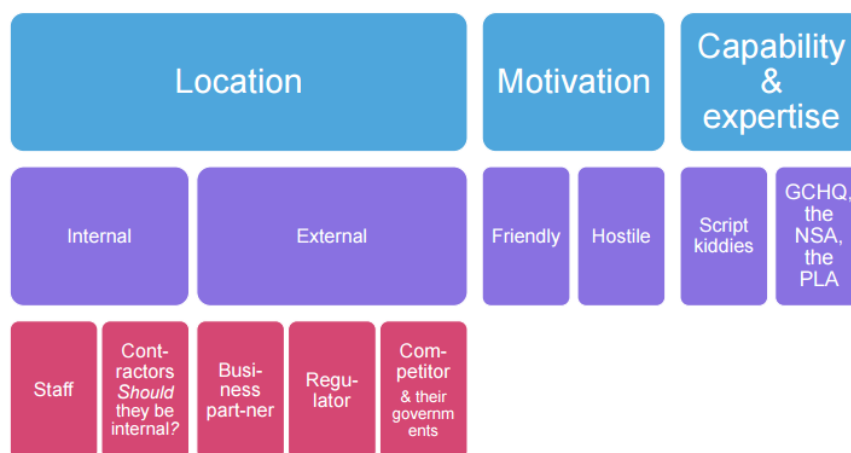 Location
Motivation
Capability
&
expertise
Internal
External
Friendly
Hostile
Script
kiddies
GCHQ,
the
NSA,
the
PLA
Staff
Cont-
ractors
Should
they be
internal?
Busi-
ness
part-ner
Regu-
lator
Com-
petitor
& their
governm
ents